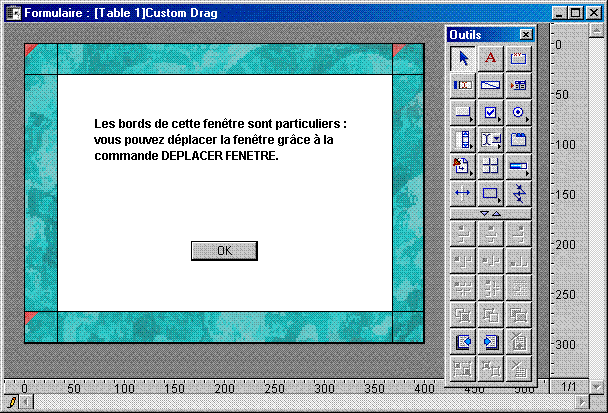 Formulaire : [Table 1]Custom Drag
Outils
Les bords de cette fenêtre sont particuliers :
vous pouvez déplacer la fenêtre grâce à la
commande DEPLACER FENETRE.
OK
0
50
100
150
200
250
300
0 50 100 150 200 250 300 350 400 450 500
1/1